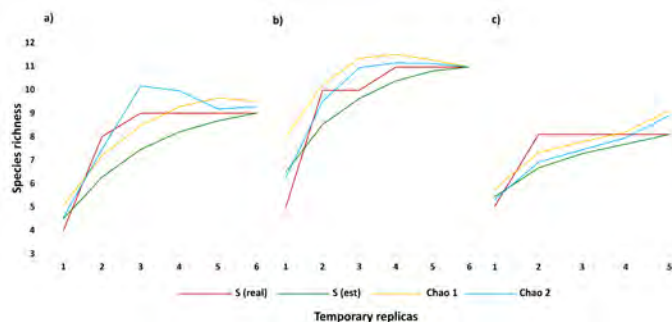 a) b) c)
12
11
10
9
8
7
6
5
4
3
Species richness
1 2 3 4 5 6 1 2 3 4 5 6 1 2 3 4 5
S (real) S (est) Chao 1 Chao 2
Temporary replicas